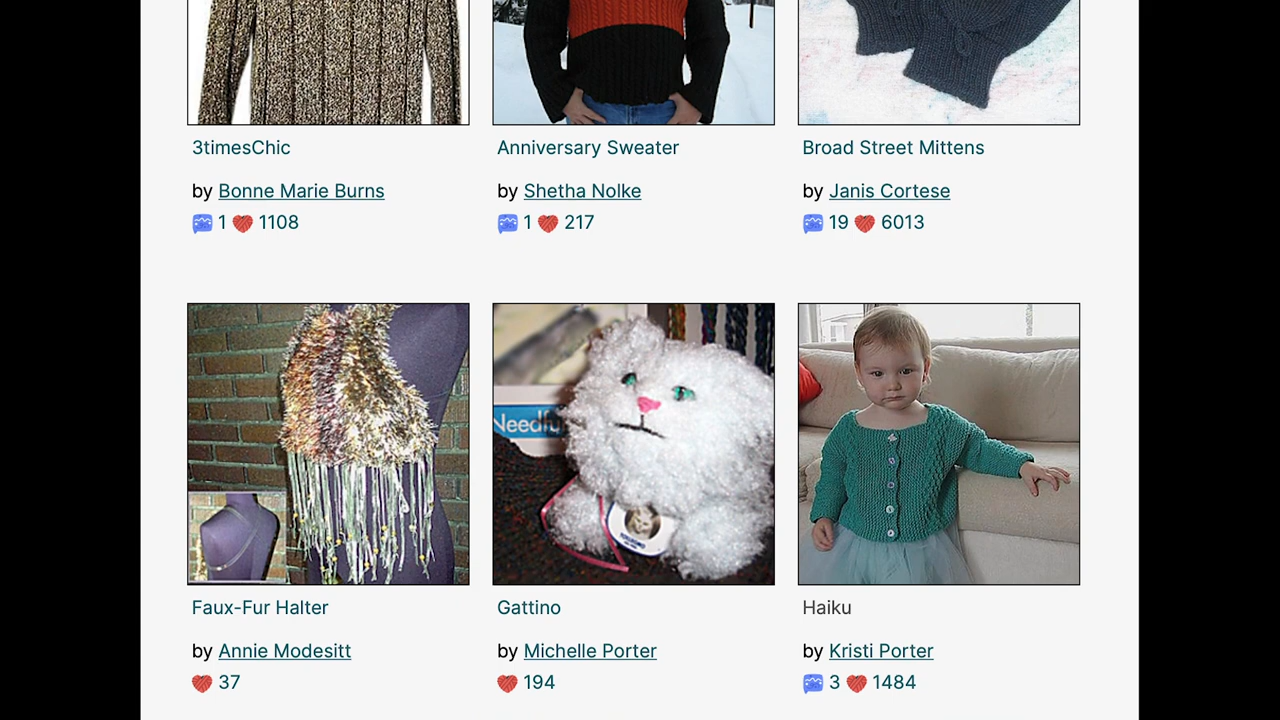 3timesChic
Anniversary Sweater
Broad Street Mittens
by Bonne Marie Burns
by Shetha Nolke
by Janis Cortese
1 1108
1 217
19 6013
Faux-Fur Halter
Gattino
Haiku
by Annie Modesitt
by Michelle Porter
by Kristi Porter
37
194
3 1484